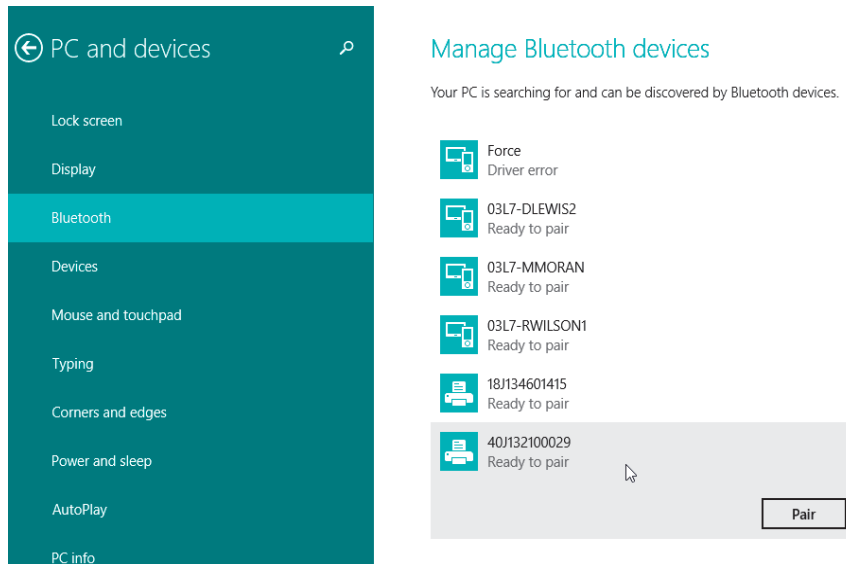 PC and devices
Lock screen
Display
Bluetooth
Devices
Mouse and touchpad
Typing
Corners and edges
Power and sleep
AutoPlay
PC info
Manage Bluetooth devices
Your PC is searching for and can be discovered by Bluetooth devices.
Force
Driver error
03L7-DLEWIS2
Ready to pair
03L7-MMORAN
Ready to pair
03L7-RWILSON1
Ready to pair
18J134601415
Ready to pair
40J132100029
Ready to pair
Pair